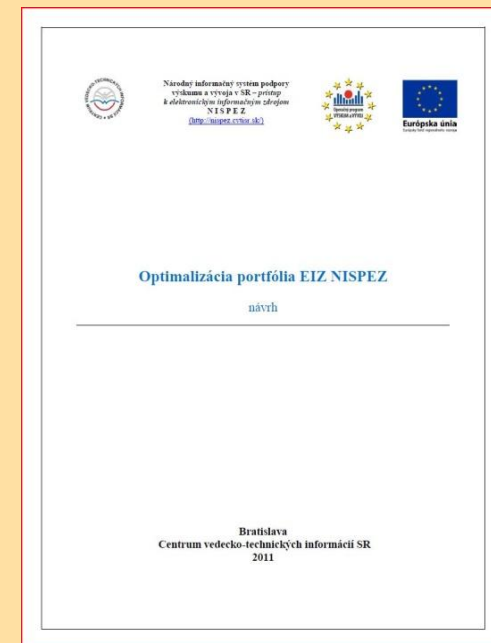 Národný informačný systém podpory
výskumu a vývoja v SR – prístup
k elektronickým informačným zdrojom
N I S P E Z
(http://nispez.cvtisr.sk/)
Európska únia
Optimalizácia portfólia EIZ NISPEZ
návrh
Bratislava
Centrum vedecko-technických informácií SR
2011